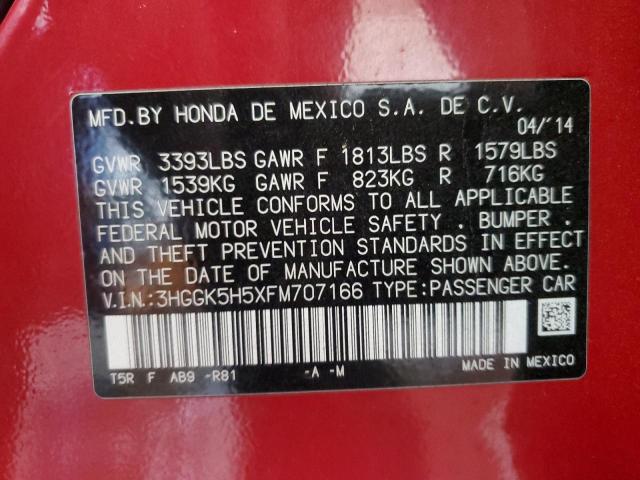 MFD.BY HONDA DE MEXICO S.A. DE C.V.
04/'14
GVWR 3393LBS GAWR F 1813LBS R 1579LBS
GVWR 1539KG GAWR F 823KG R 716KG
THIS VEHICLE CONFORMS TO ALL APPLICABLE
FEDERAL MOTOR VEHICLE SAFETY . BUMPER .
AND THEFT PREVENTION STANDARDS IN EFFECT
ON THE DATE OF MANUFACTURE SHOWN ABOVE.
V.I.N.:3HGGK5H5XFM707166 TYPE:PASSENGER CAR
MADE IN MEXICO
T5R F AB9 -R81 -A -M